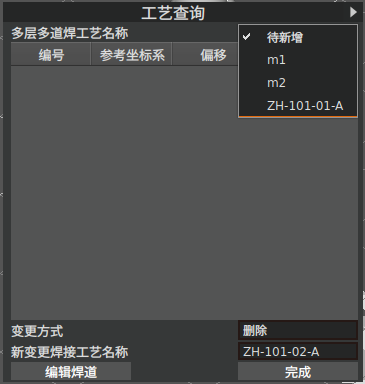 工艺查询
多层多道焊工艺名称
待新增
编号 参考坐标系 偏移
m1
m2
ZH-101-01-A
变更方式 删除
新变更焊接工艺名称 ZH-101-02-A
编辑焊道 完成